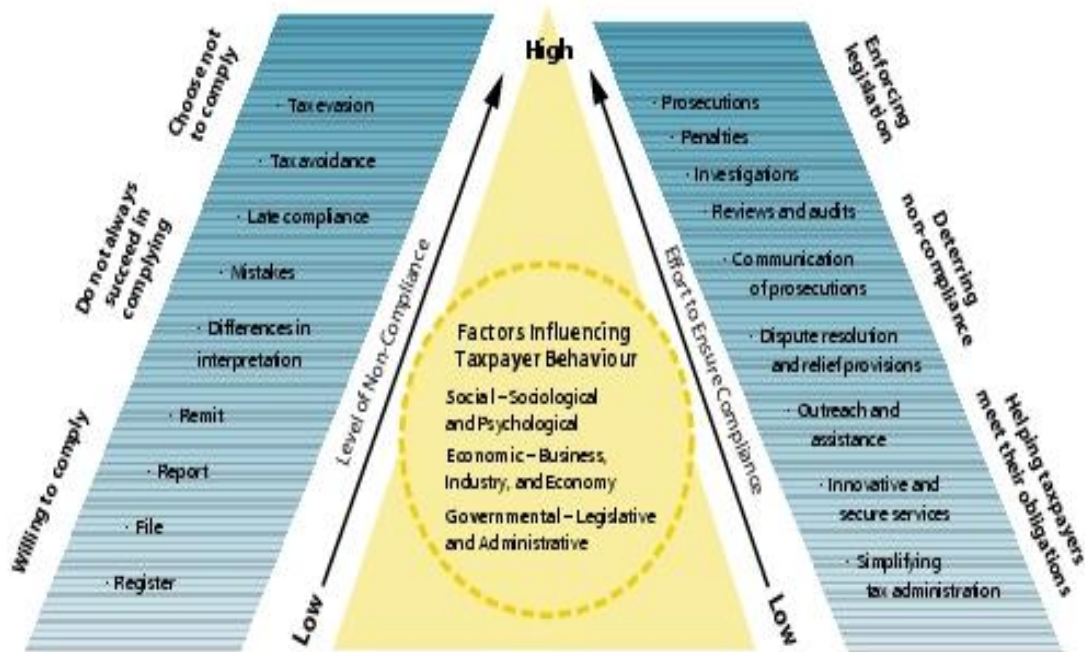 Choose not
to comply
Do not always
succeed in
complying
Willing to comply
· Tax evasion
· Tax avoidance
· Late compliance
· Mistakes
· Differences in
interpretation
· Remit
· Report
· File
· Register
Level of Non-Compliance
Low
High
Factors Influencing
Taxpayer Behaviour
Social – Sociological
and Psychological
Economic – Business,
Industry, and Economy
Governmental – Legislative
and Administrative
Effort to Ensure Compliance
Low
· Prosecutions
· Penalties
· Investigations
· Reviews and audits
· Communication
of prosecutions
· Dispute resolution
and relief provisions
· Outreach and
assistance
· Innovative and
secure services
· Simplifying
tax administration
Enforcing
legislation
Deterring
non-compliance
Helping taxpayers
meet their obligations